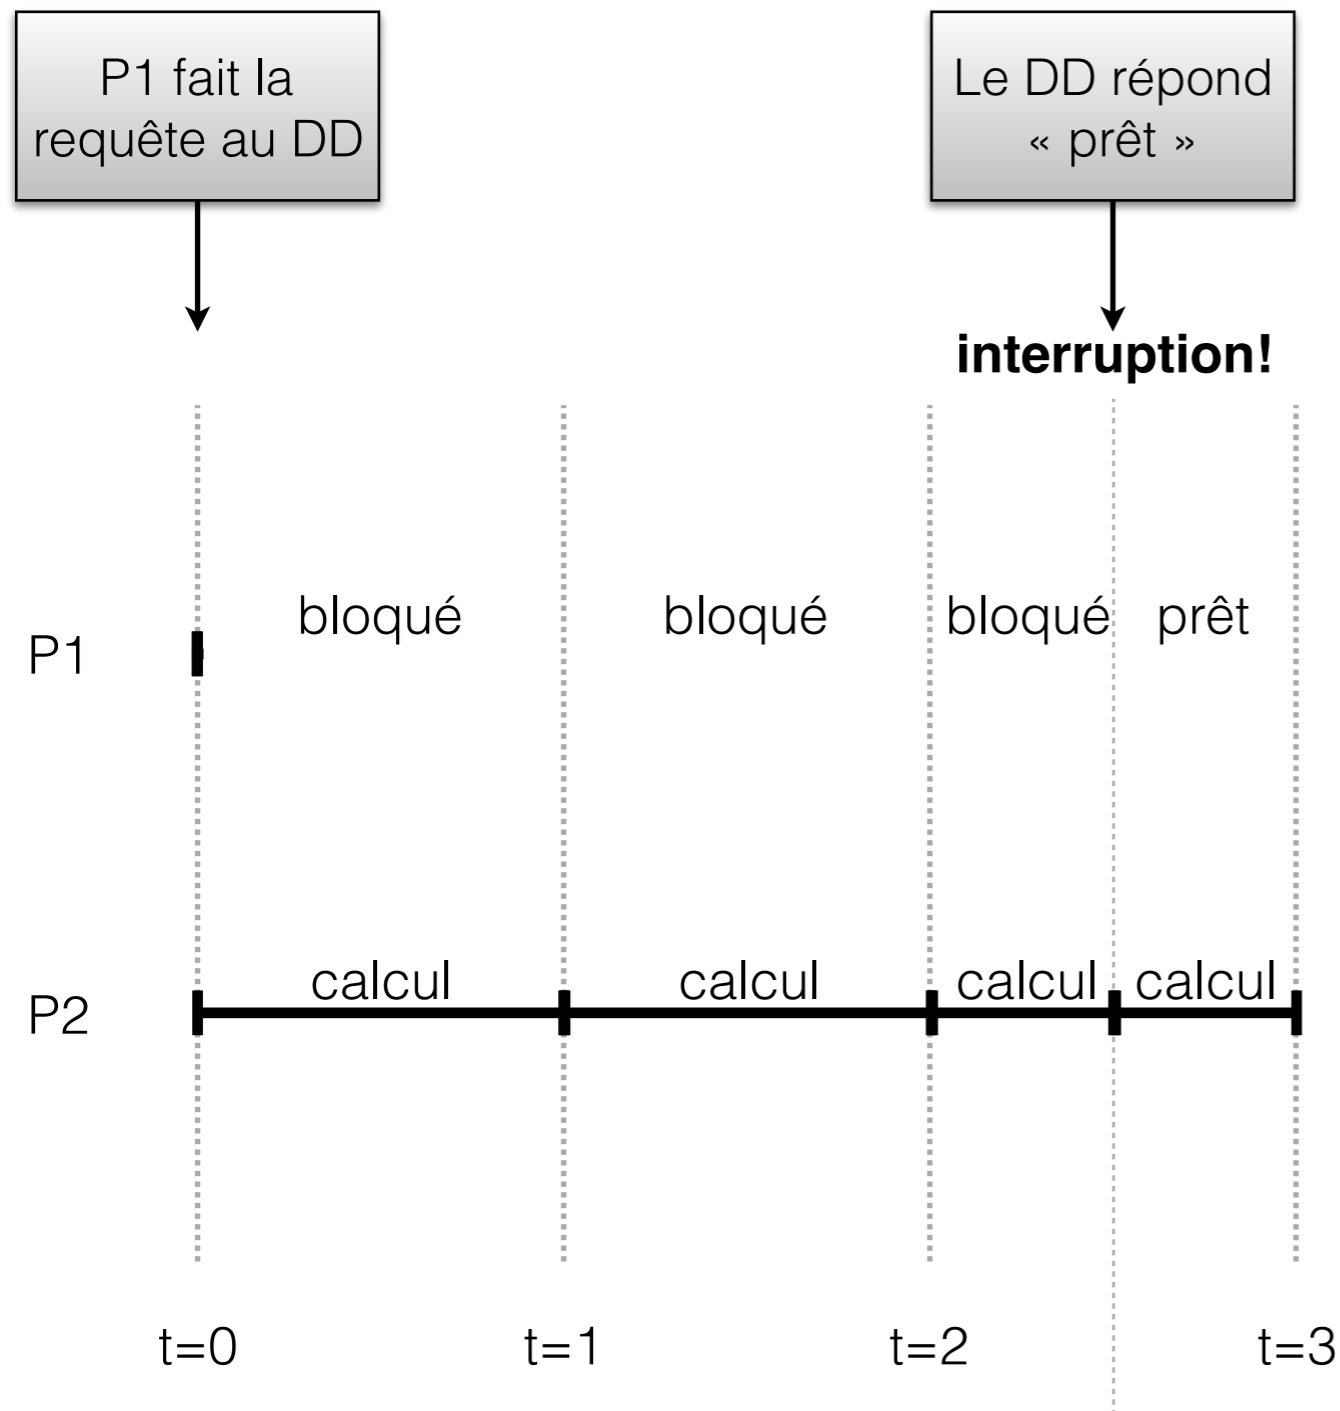 P1 fait la
requête au DD
Le DD répond
« prêt »
interruption!
bloqué bloqué bloqué prêt
P1
calcul calcul calcul calcul
P2
t=0 t=1 t=2 t=3